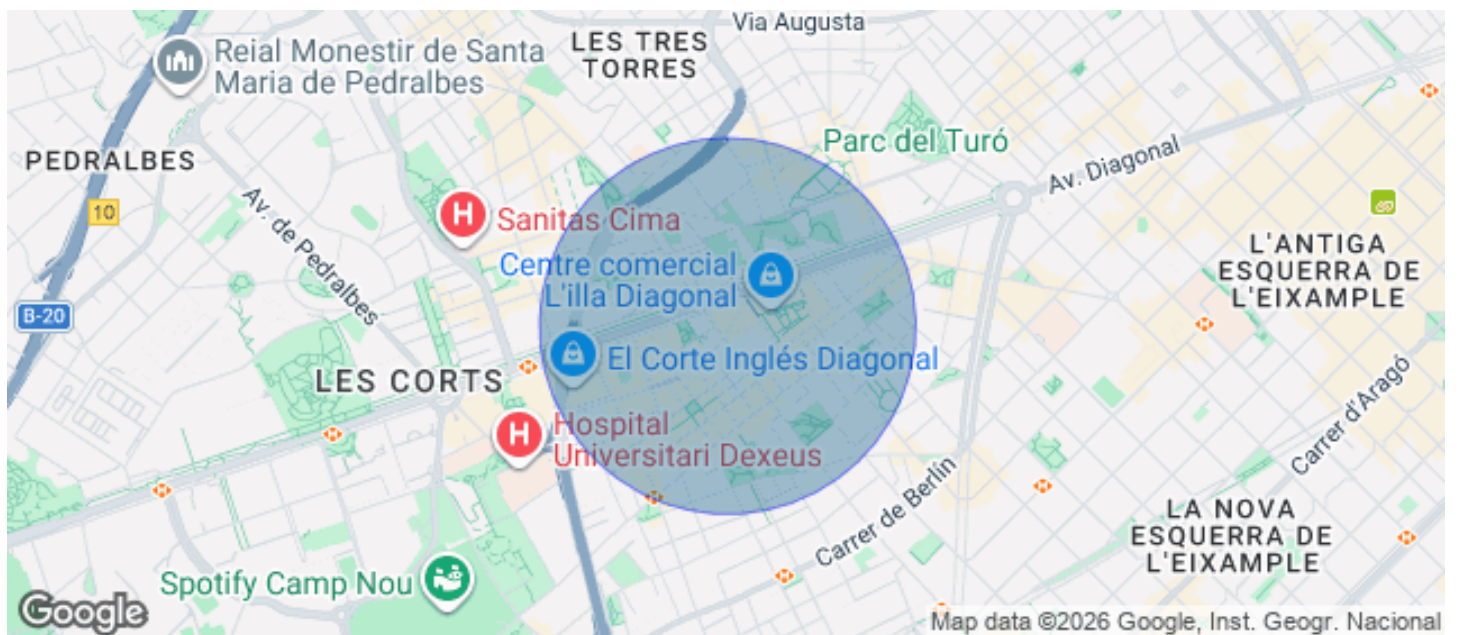 Via Augusta
Reial Monestir de Santa
Maria de Pedralbes
LES TRES
TORRES
Parc del Turó
PEDRALBES
Av. Diagonal
10
Av. de Pedralbes
H
Sanitas Cima
L'ANTIGA
ESQUERRA DE
L'EIXAMPLE
Centre comercial
L'illa Diagonal
B-20
El Corte Inglés Diagonal
LES CORTS
Carrer d'Aragó
H
Hospital
Universitari Dexeus
Carrer de Berlín
LA NOVA
ESQUERRA DE
L'EIXAMPLE
Spotify Camp Nou
Google
Map data ©2026 Google, Inst. Geogr. Nacional